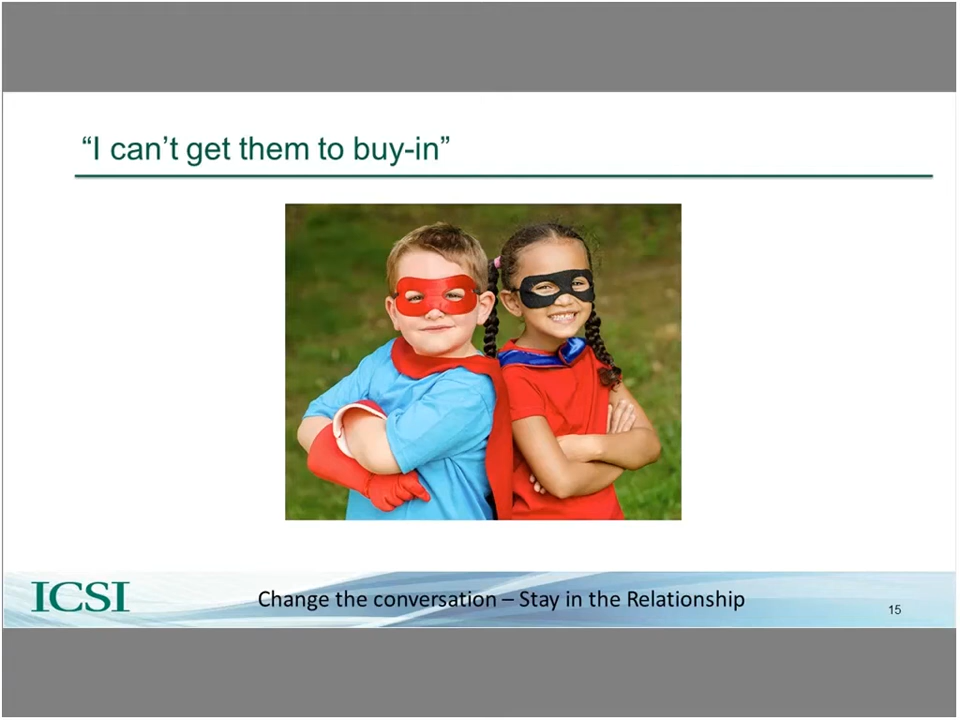 “I can’t get them to buy-in”
ICSI
Change the conversation – Stay in the Relationship
15